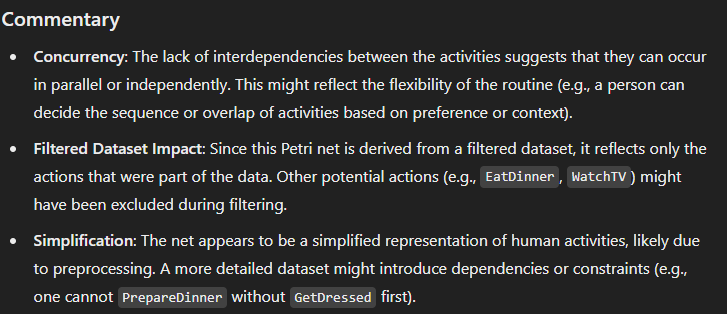 Commentary
• Concurrency: The lack of interdependencies between the activities suggests that they can occur
in parallel or independently. This might reflect the flexibility of the routine (e.g., a person can
decide the sequence or overlap of activities based on preference or context).
• Filtered Dataset Impact: Since this Petri net is derived from a filtered dataset, it reflects only the
actions that were part of the data. Other potential actions (e.g., EatDinner, WatchTV) might
have been excluded during filtering.
• Simplification: The net appears to be a simplified representation of human activities, likely due
to preprocessing. A more detailed dataset might introduce dependencies or constraints (e.g.,
one cannot PrepareDinner without GetDressed first).